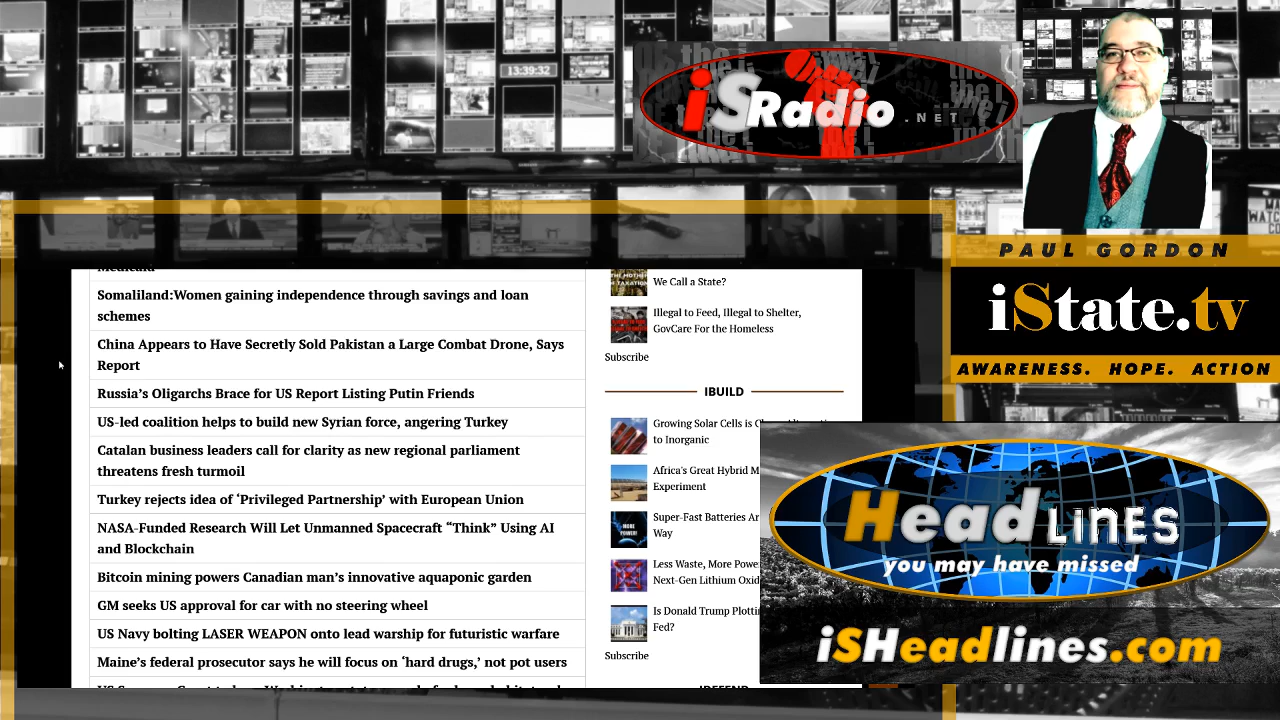 13:39:32
iSRadio .NET
PAUL GORDON
iState.tv
AWARENESS. HOPE. ACTION
Medicaid
Somaliland:Women gaining independence through savings and loan
schemes
China Appears to Have Secretly Sold Pakistan a Large Combat Drone, Says
Report
Russia’s Oligarchs Brace for US Report Listing Putin Friends
US-led coalition helps to build new Syrian force, angering Turkey
Catalan business leaders call for clarity as new regional parliament
threatens fresh turmoil
Turkey rejects idea of ‘Privileged Partnership’ with European Union
NASA-Funded Research Will Let Unmanned Spacecraft “Think” Using AI
and Blockchain
Bitcoin mining powers Canadian man’s innovative aquaponic garden
GM seeks US approval for car with no steering wheel
US Navy bolting LASER WEAPON onto lead warship for futuristic warfare
Maine’s federal prosecutor says he will focus on ‘hard drugs,’ not pot users
We Call a State?
Illegal to Feed, Illegal to Shelter,
GovCare For the Homeless
Subscribe
IBUILD
Growing Solar Cells is
to Inorganic
Africa's Great Hybrid
Experiment
Super-Fast Batteries
Way
MORE
POWER!
Less Waste, More
Next-Gen Lithium
Is Donald Trump
Fed?
Subscribe
IDEFEND
HeadLINES
you may have missed
iSHeadlines.com